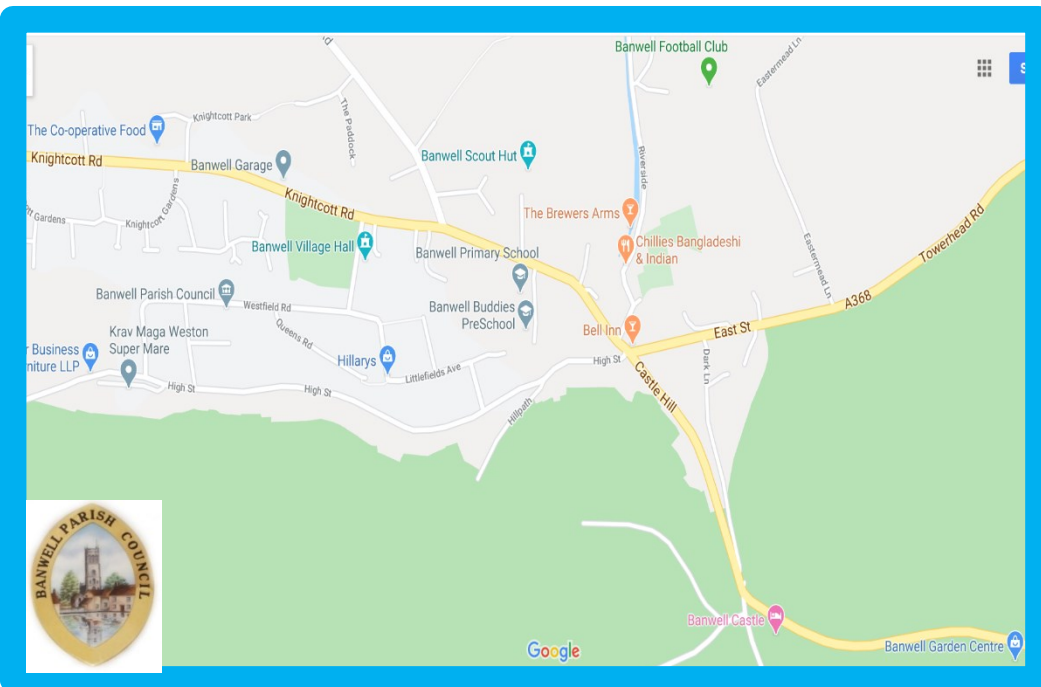 Banwell Football Club
Eastermead Ln
Rd
S
Knightcott Park
The Paddock
The Co-operative Food
Knightcott Rd
Banwell Garage
Banwell Scout Hut
Riverside
Knightcott Rd
Gardens
Knightcott Gardens
The Brewers Arms
Banwell Village Hall
Banwell Primary School
Chillies Bangladeshi
& Indian
Eastermead Ln
Towerhead Rd
Banwell Parish Council
Westfield Rd
Banwell Buddies
PreSchool
A368
Krav Maga Weston
Super Mare
Queens Rd
Bell Inn
East St
Business
niture LLP
Hillarys
Littlefields Ave
High St
Dark Ln
High St
High St
Castle Hill
Hillpath
BANWELL PARISH COUNCIL
Banwell Castle
Google
Banwell Garden Centre